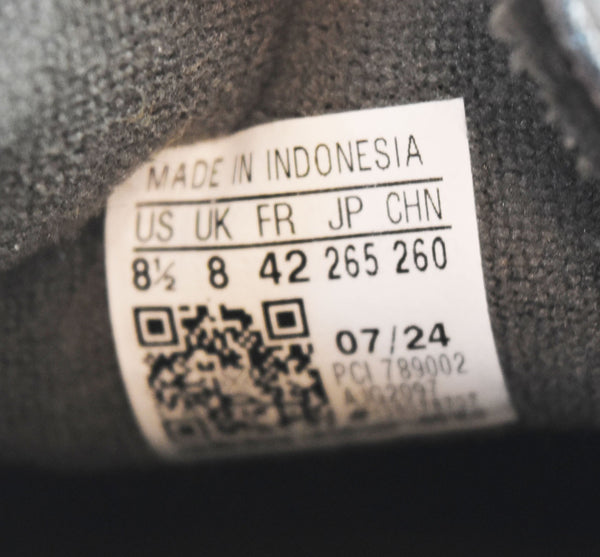 MADE IN INDONESIA
US UK FR JP CHN
8½ 8 42 265 260
07/24
PCI 789002